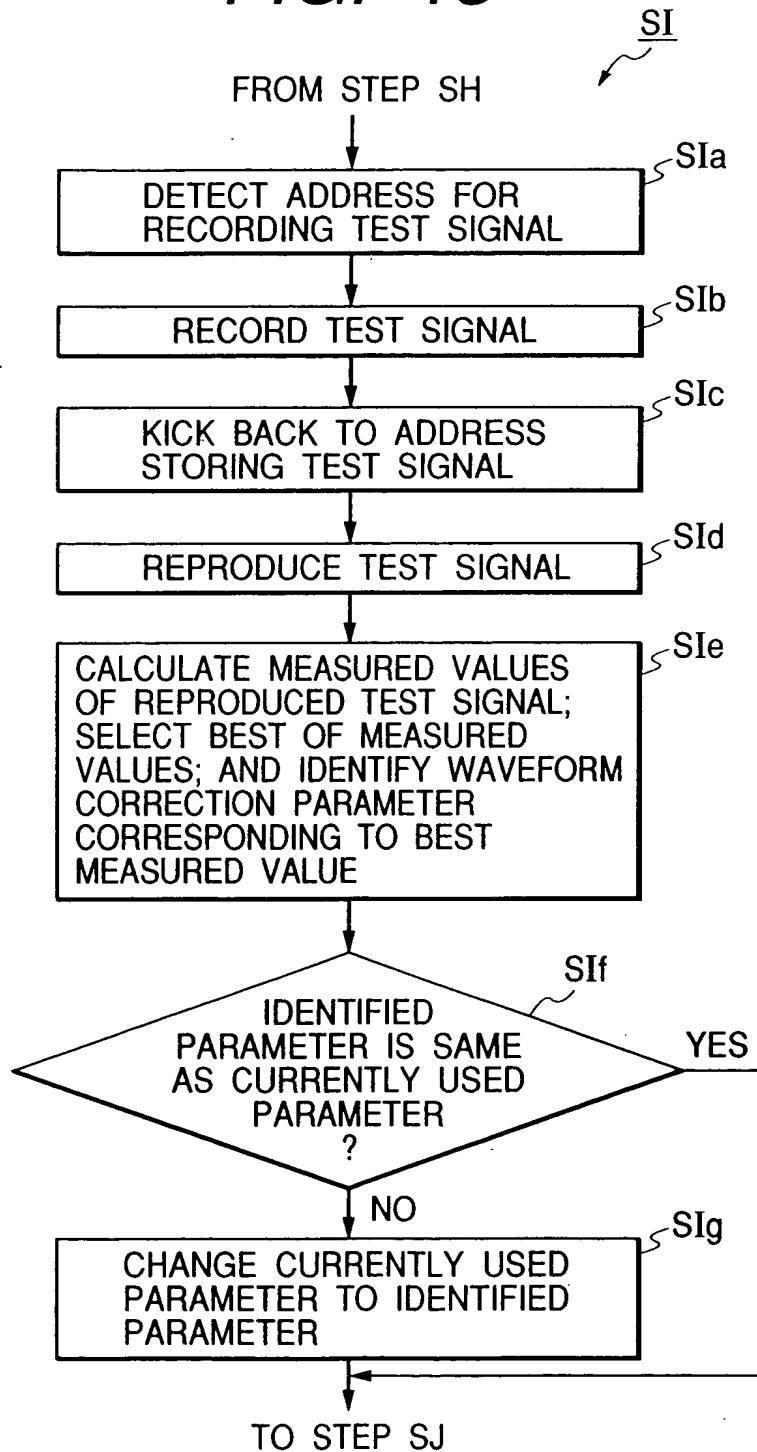 SI
FROM STEP SH
SIa
DETECT ADDRESS FOR
RECORDING TEST SIGNAL
SIb
RECORD TEST SIGNAL
SIc
KICK BACK TO ADDRESS
STORING TEST SIGNAL
SId
REPRODUCE TEST SIGNAL
SIe
CALCULATE MEASURED VALUES
OF REPRODUCED TEST SIGNAL;
SELECT BEST OF MEASURED
VALUES; AND IDENTIFY WAVEFORM
CORRECTION PARAMETER
CORRESPONDING TO BEST
MEASURED VALUE
SIf
IDENTIFIED
PARAMETER IS SAME
AS CURRENTLY USED
PARAMETER
?
YES
NO
SIg
CHANGE CURRENTLY USED
PARAMETER TO IDENTIFIED
PARAMETER
TO STEP SJ